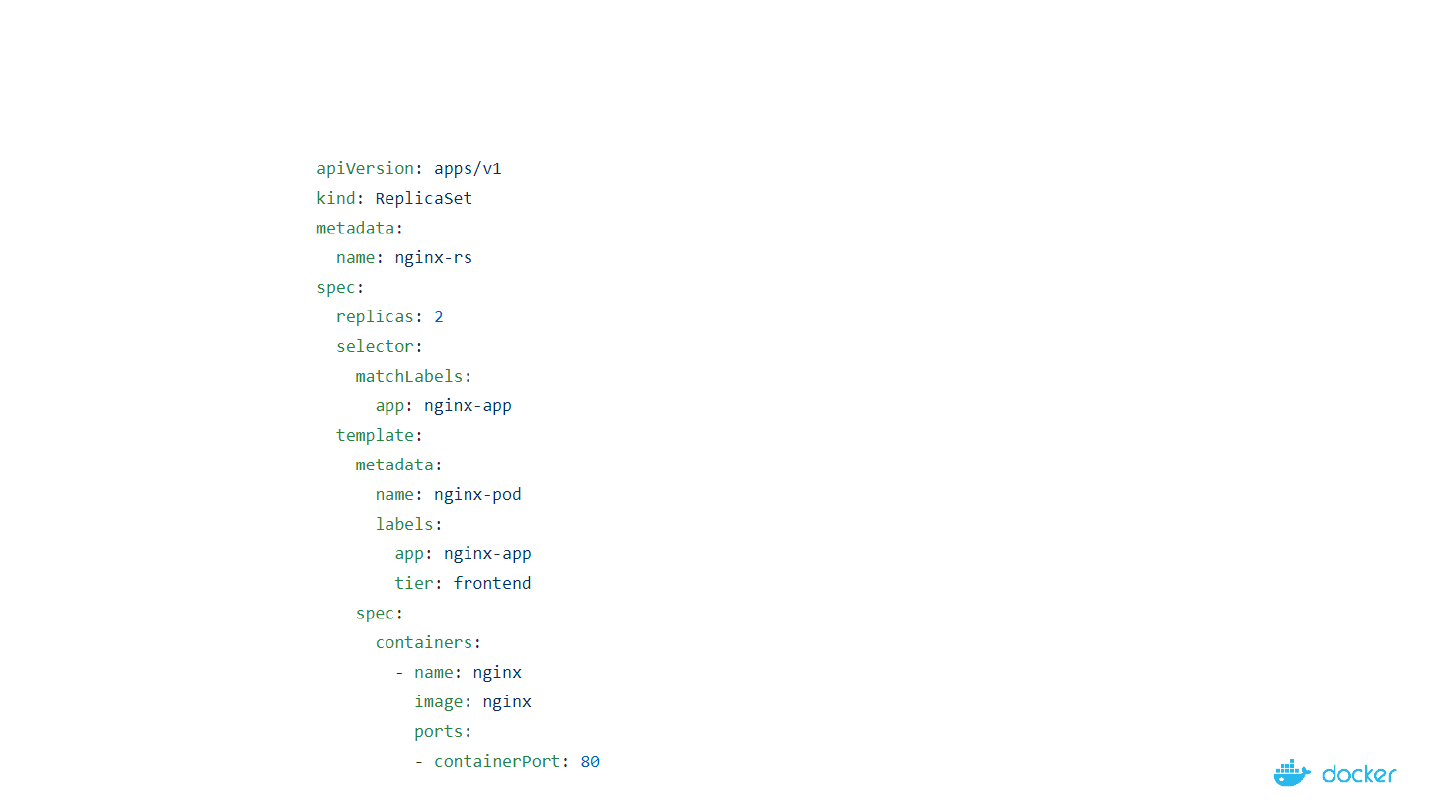 apiVersion: apps/v1
kind: ReplicaSet
metadata:
  name: nginx-rs
spec:
  replicas: 2
  selector:
    matchLabels:
      app: nginx-app
  template:
    metadata:
      name: nginx-pod
      labels:
        app: nginx-app
        tier: frontend
    spec:
      containers:
        - name: nginx
          image: nginx
          ports:
          - containerPort: 80
docker